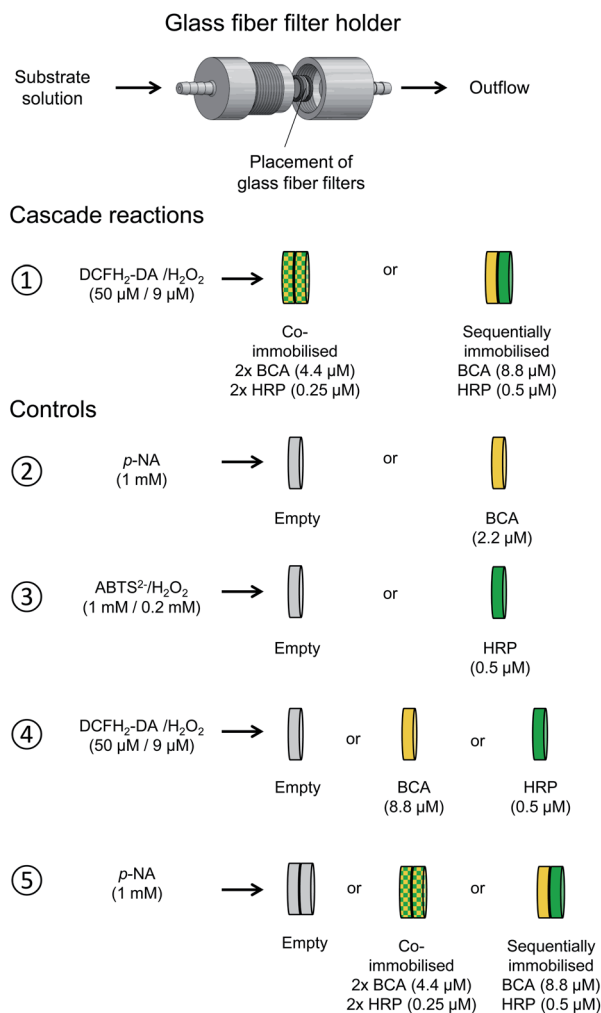 Glass fiber filter holder
Substrate
solution
Outflow
Placement of
glass fiber filters
Cascade reactions
1
DCFH₂-DA /H₂O₂
(50 µM / 9 µM)
or
Co-
immobilised
2x BCA (4.4 µM)
2x HRP (0.25 µM)
Sequentially
immobilised
BCA (8.8 µM)
HRP (0.5 µM)
Controls
2
p-NA
(1 mM)
or
Empty
BCA
(2.2 µM)
3
ABTS²⁻/H₂O₂
(1 mM / 0.2 mM)
or
Empty
HRP
(0.5 µM)
4
DCFH₂-DA /H₂O₂
(50 µM / 9 µM)
or
or
Empty
BCA
(8.8 µM)
HRP
(0.5 µM)
5
p-NA
(1 mM)
or
or
Empty
Co-
immobilised
2x BCA (4.4 µM)
2x HRP (0.25 µM)
Sequentially
immobilised
BCA (8.8 µM)
HRP (0.5 µM)